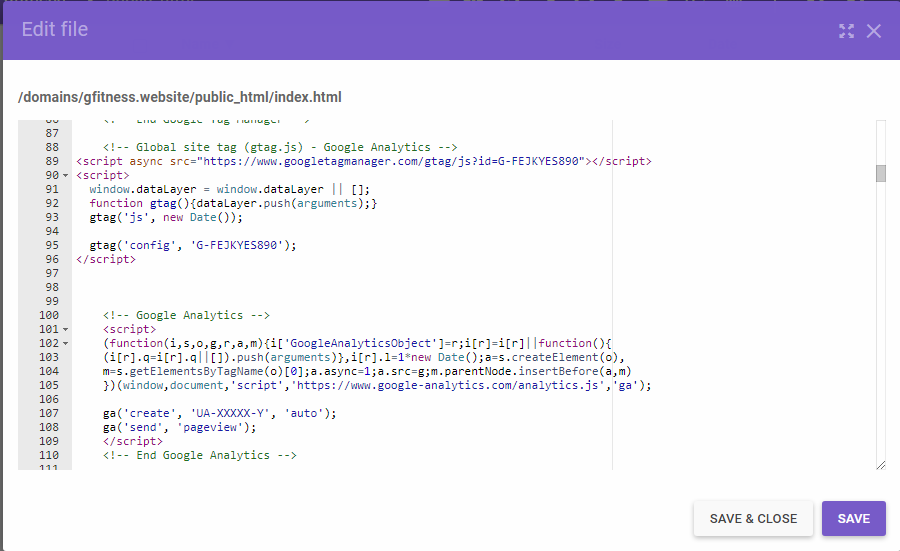 Edit file
/domains/gfitness.website/public_html/index.html
86 <!-- End Google Tag Manager -->
87
88 <!-- Global site tag (gtag.js) - Google Analytics -->
89 <script async src="https://www.googletagmanager.com/gtag/js?id=G-FEJKYES890"></script>
90 <script>
91 window.dataLayer = window.dataLayer || [];
92 function gtag(){dataLayer.push(arguments);}
93 gtag('js', new Date());
94
95 gtag('config', 'G-FEJKYES890');
96 </script>
97
98
99
100 <!-- Google Analytics -->
101 <script>
102 (function(i,s,o,g,r,a,m){i['GoogleAnalyticsObject']=r;i[r]=i[r]||function(){
103 (i[r].q=i[r].q||[]).push(arguments)},i[r].l=1*new Date();a=s.createElement(o),
104 m=s.getElementsByTagName(o)[0];a.async=1;a.src=g;m.parentNode.insertBefore(a,m)
105 })(window,document,'script','https://www.google-analytics.com/analytics.js','ga');
106
107 ga('create', 'UA-XXXXX-Y', 'auto');
108 ga('send', 'pageview');
109 </script>
110 <!-- End Google Analytics -->
111
SAVE & CLOSE
SAVE